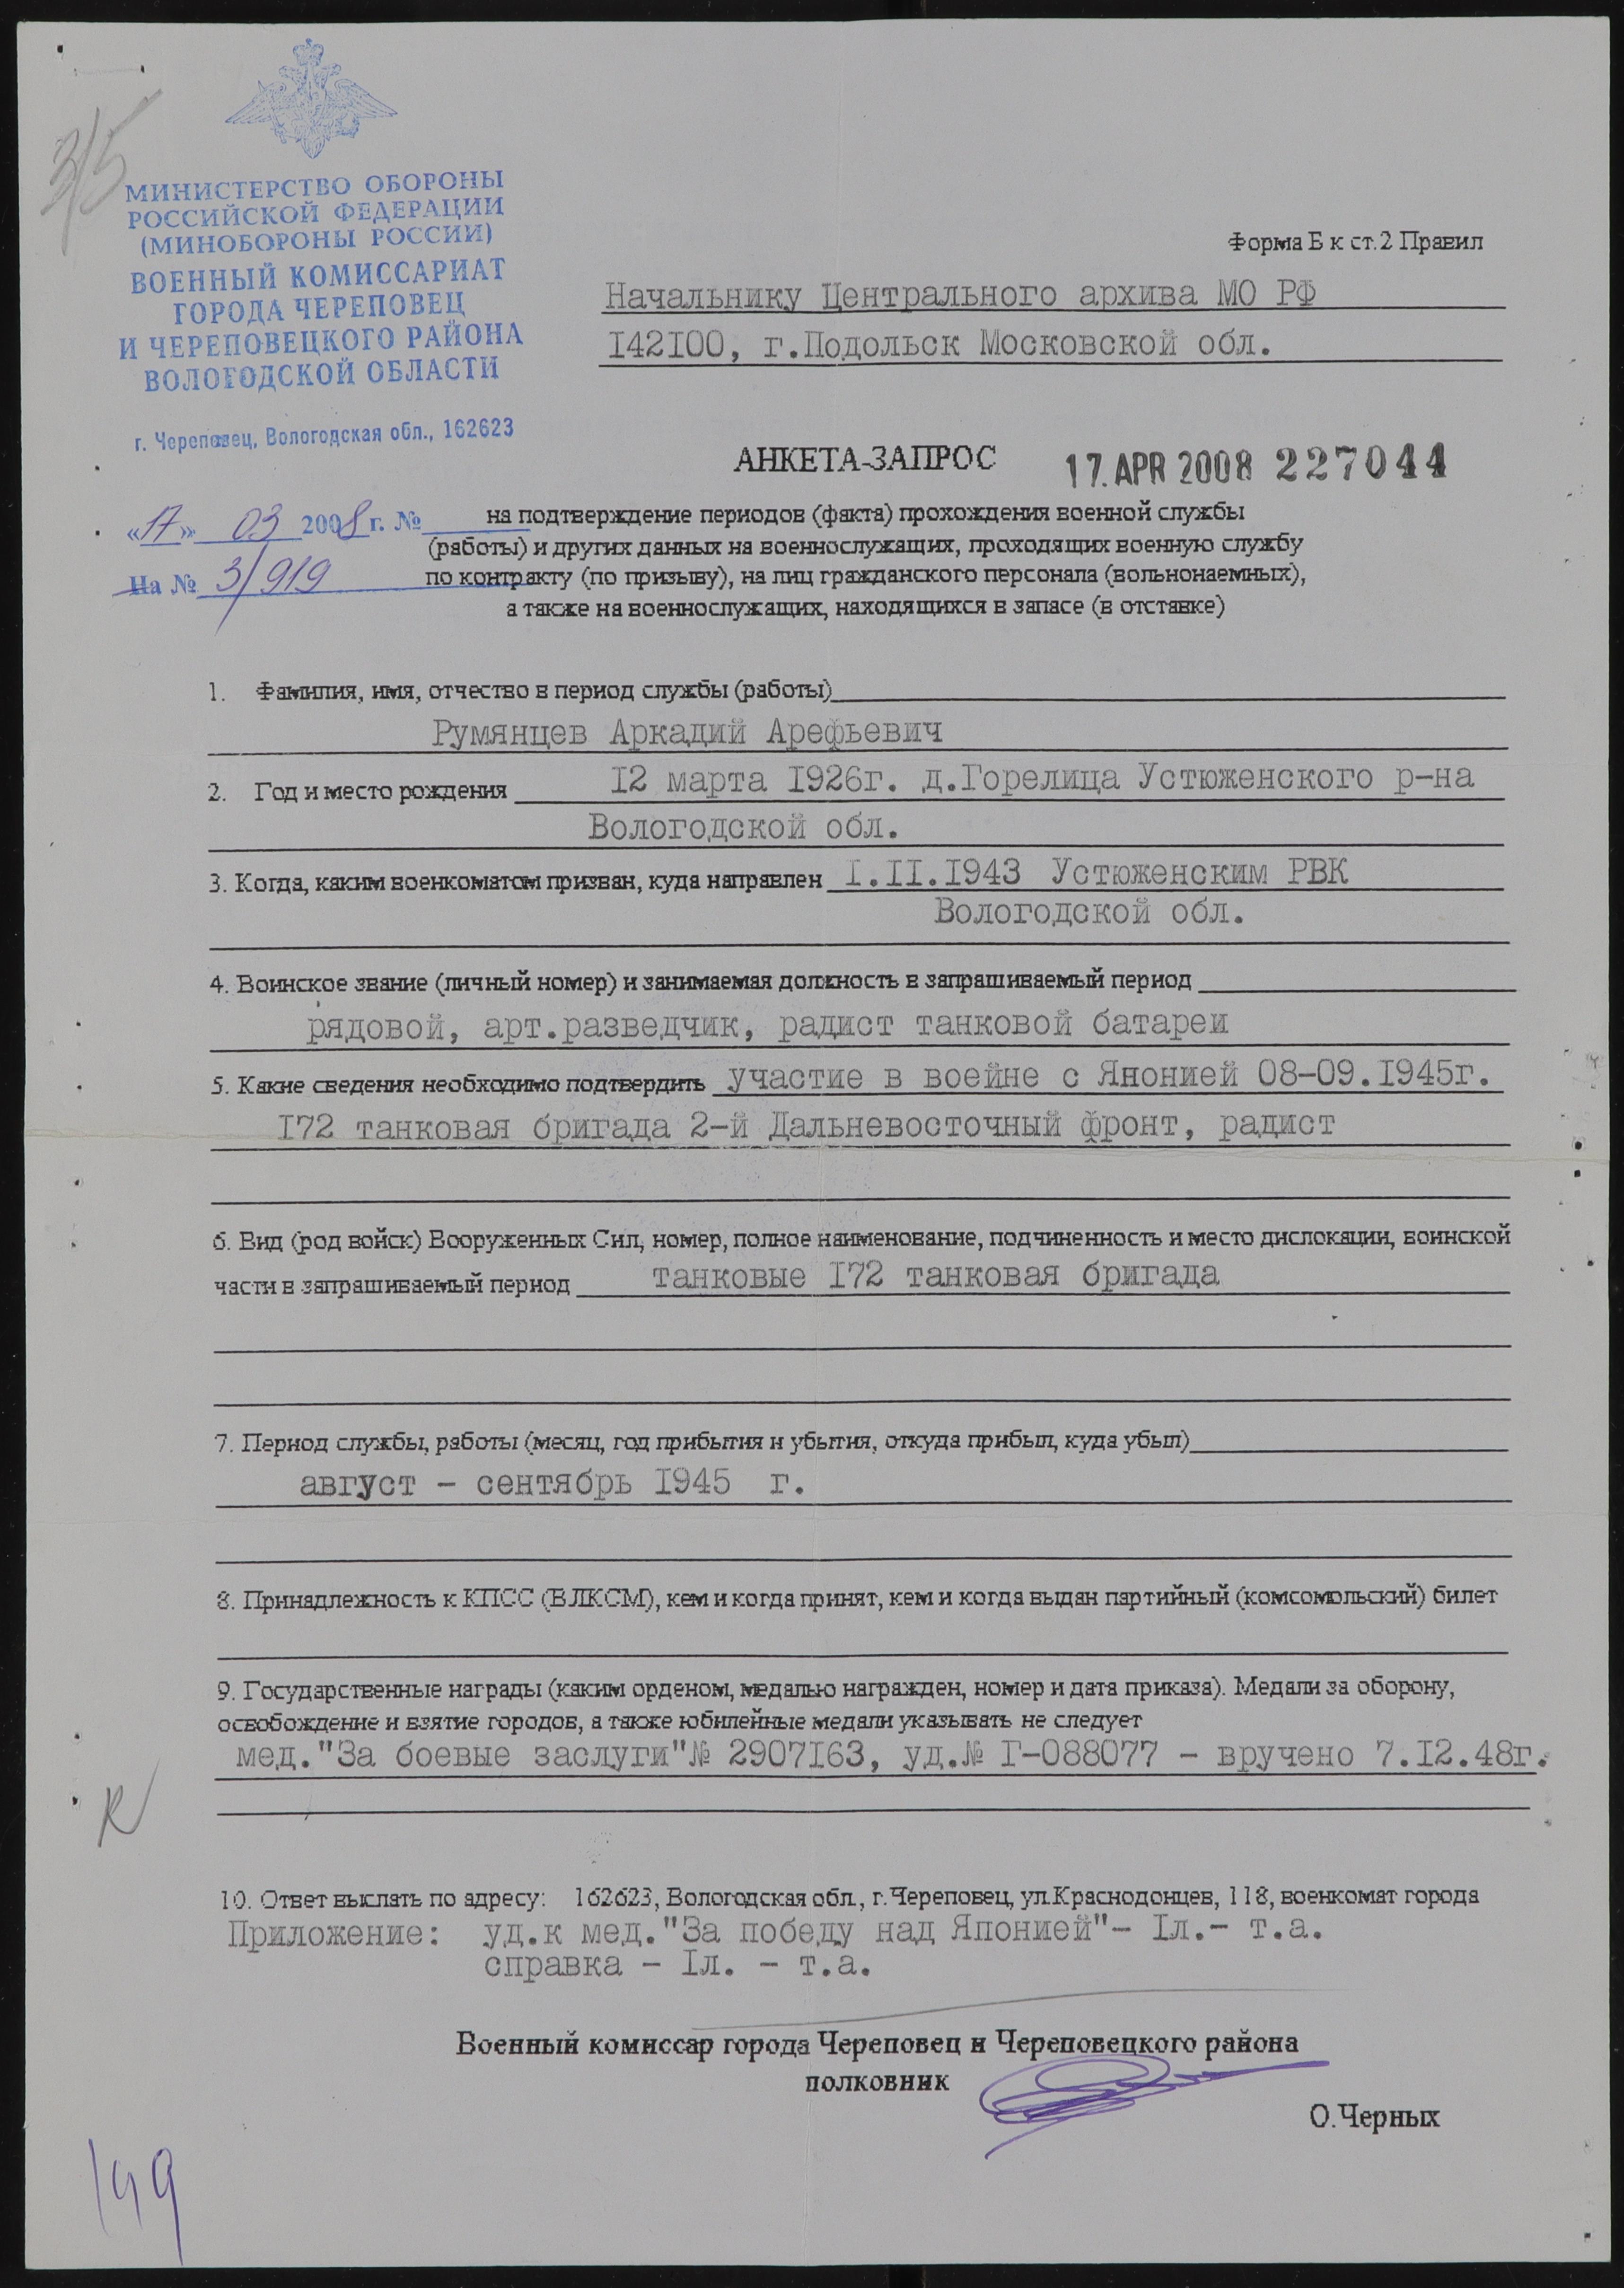 3/5
МИНИСТЕРСТВО ОБОРОНЫ
РОССИЙСКОЙ ФЕДЕРАЦИИ
(МИНОБОРОНЫ РОССИИ)
ВОЕННЫЙ КОМИССАРИАТ
ГОРОДА ЧЕРЕПОВЕЦ
И ЧЕРЕПОВЕЦКОГО РАЙОНА
ВОЛОГОДСКОЙ ОБЛАСТИ
г. Череповец, Вологодская обл., 162623
«17» 03 2008 г. №
На № 3/919
Форма Б к ст.2 Правил
Начальнику Центрального архива МО РФ
I42I00, г.Подольск Московской обл.
АНКЕТА-ЗАПРОС 17. APR 2008 227044
на подтверждение периодов (факта) прохождения военной службы
(работы) и других данных на военнослужащих, проходящих военную службу
по контракту (по призыву), на лиц гражданского персонала (вольнонаемных),
а также на военнослужащих, находящихся в запасе (в отставке)
1. Фамилия, имя, отчество в период службы (работы)
Румянцев Аркадий Арефьевич
2. Год и место рождения I2 марта I926г. д.Горелица Устюженского р-на
Вологодской обл.
3. Когда, каким военкоматом призван, куда направлен I.II.I943 Устюженским РВК
Вологодской обл.
4. Воинское звание (личный номер) и занимаемая должность в запрашиваемый период
рядовой, арт.разведчик, радист танковой батареи
5. Какие сведения необходимо подтвердить участие в воейне с Японией 08-09.I945г.
I72 танковая бригада 2-й Дальневосточный фронт, радист
6. Вид (род войск) Вооруженных Сил, номер, полное наименование, подчиненность и место дислокации, воинской
части в запрашиваемый период танковые I72 танковая бригада
7. Период службы, работы (месяц, год прибытия и убытия, откуда прибыл, куда убыл)
август - сентябрь I945 г.
8. Принадлежность к КПСС (ВЛКСМ), кем и когда принят, кем и когда выдан партийный (комсомольский) билет
9. Государственные награды (каким орденом, медалью награжден, номер и дата приказа). Медали за оборону,
освобождение и взятие городов, а также юбилейные медали указывать не следует
мед."За боевые заслуги"№ 2907I63, уд.№ Г-088077 - вручено 7.I2.48г.
10. Ответ выслать по адресу: 162623, Вологодская обл., г.Череповец, ул.Краснодонцев, 118, военкомат города
Приложение: уд.к мед."За победу над Японией"- Iл.- т.а.
справка - Iл. - т.а.
Военный комиссар города Череповец и Череповецкого района
полковник
О.Черных
199